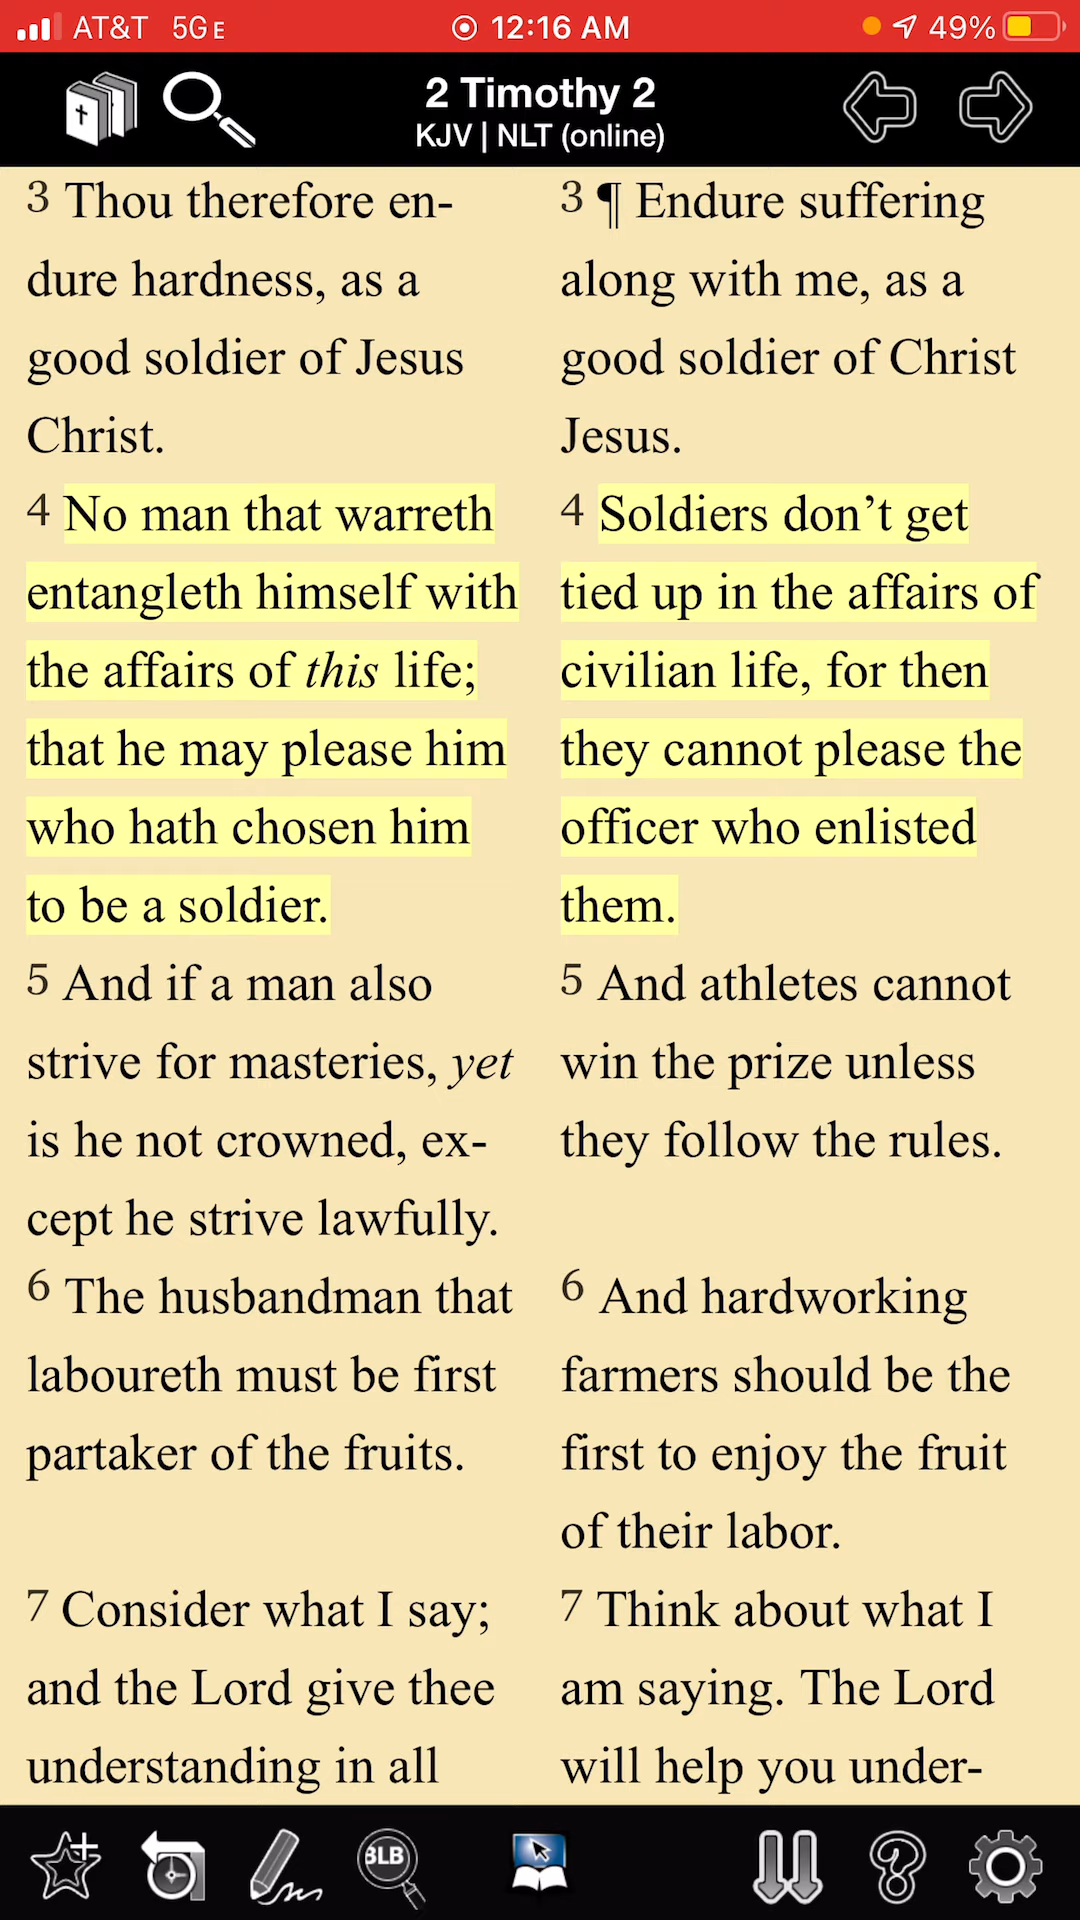 AT&T 5GE 12:16 AM 49%
2 Timothy 2
KJV | NLT (online)
3 Thou therefore en-
dure hardness, as a
good soldier of Jesus
Christ.
4 No man that warreth
entangleth himself with
the affairs of this life;
that he may please him
who hath chosen him
to be a soldier.
5 And if a man also
strive for masteries, yet
is he not crowned, ex-
cept he strive lawfully.
6 The husbandman that
laboureth must be first
partaker of the fruits.
7 Consider what I say;
and the Lord give thee
understanding in all
3 ¶ Endure suffering
along with me, as a
good soldier of Christ
Jesus.
4 Soldiers don’t get
tied up in the affairs of
civilian life, for then
they cannot please the
officer who enlisted
them.
5 And athletes cannot
win the prize unless
they follow the rules.
6 And hardworking
farmers should be the
first to enjoy the fruit
of their labor.
7 Think about what I
am saying. The Lord
will help you under-
BLB